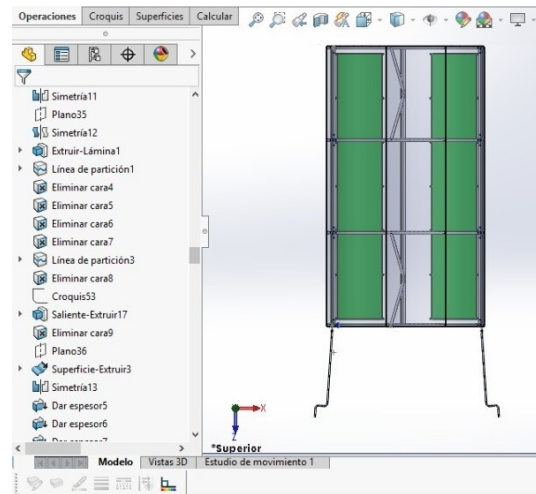 Operaciones Croquis Superficies Calcular
Simetría11
Plano35
Simetría12
Extruir-Lámina1
Línea de partición1
Eliminar cara4
Eliminar cara5
Eliminar cara6
Eliminar cara7
Línea de partición3
Eliminar cara8
Croquis53
Saliente-Extruir17
Eliminar cara9
Plano36
Superficie-Extruir3
Simetría13
Dar espesor5
Dar espesor6
X
Z
*Superior
Modelo Vistas 3D Estudio de movimiento 1